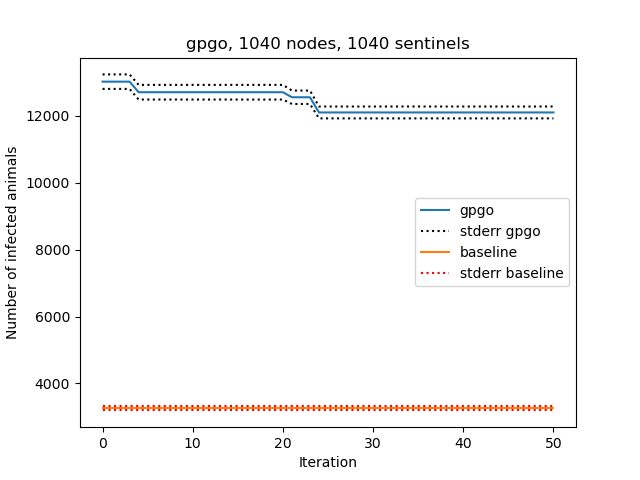 gpgo, 1040 nodes, 1040 sentinels
Number of infected animals
12000
10000
8000
6000
4000
gpgo
stderr gpgo
baseline
stderr baseline
0 10 20 30 40 50
Iteration